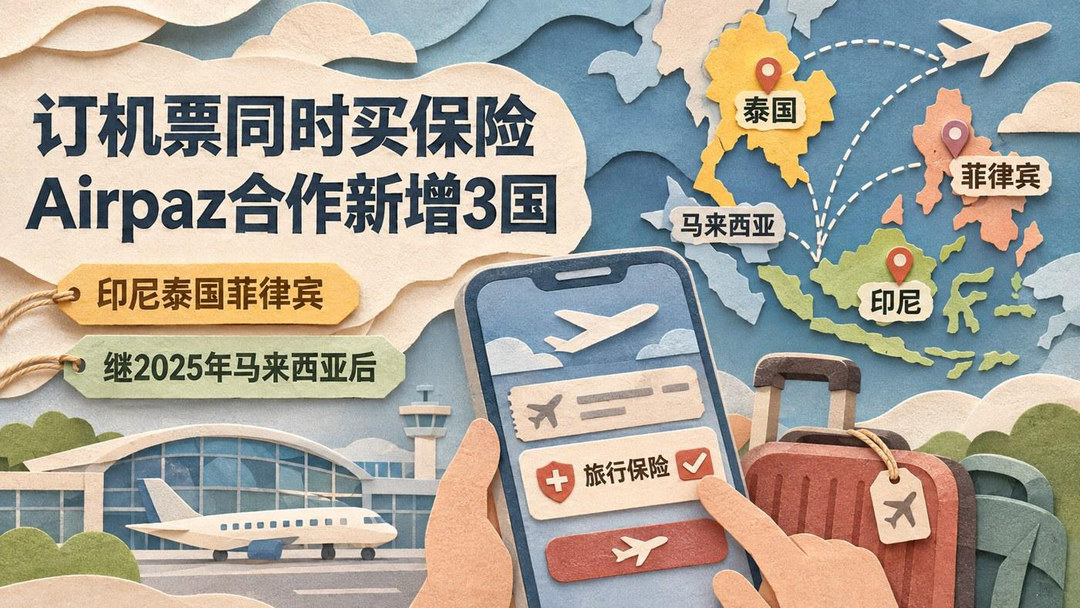 订机票同时买保险
Airpaz合作新增3国
印尼泰国菲律宾
继2025年马来西亚后
泰国
菲律宾
马来西亚
印尼
旅行保险